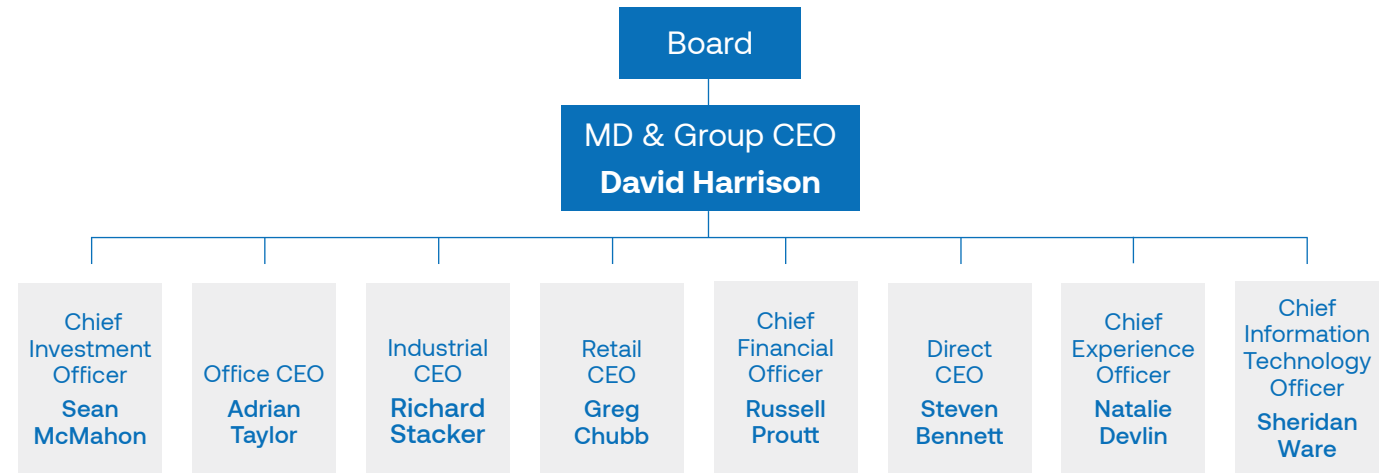 Board
MD & Group CEO
David Harrison
Chief
Investment
Officer
Sean
McMahon
Office CEO
Adrian
Taylor
Industrial
CEO
Richard
Stacker
Retail
CEO
Greg
Chubb
Chief
Financial
Officer
Russell
Proutt
Direct
CEO
Steven
Bennett
Chief
Experience
Officer
Natalie
Devlin
Chief
Information
Technology
Officer
Sheridan
Ware